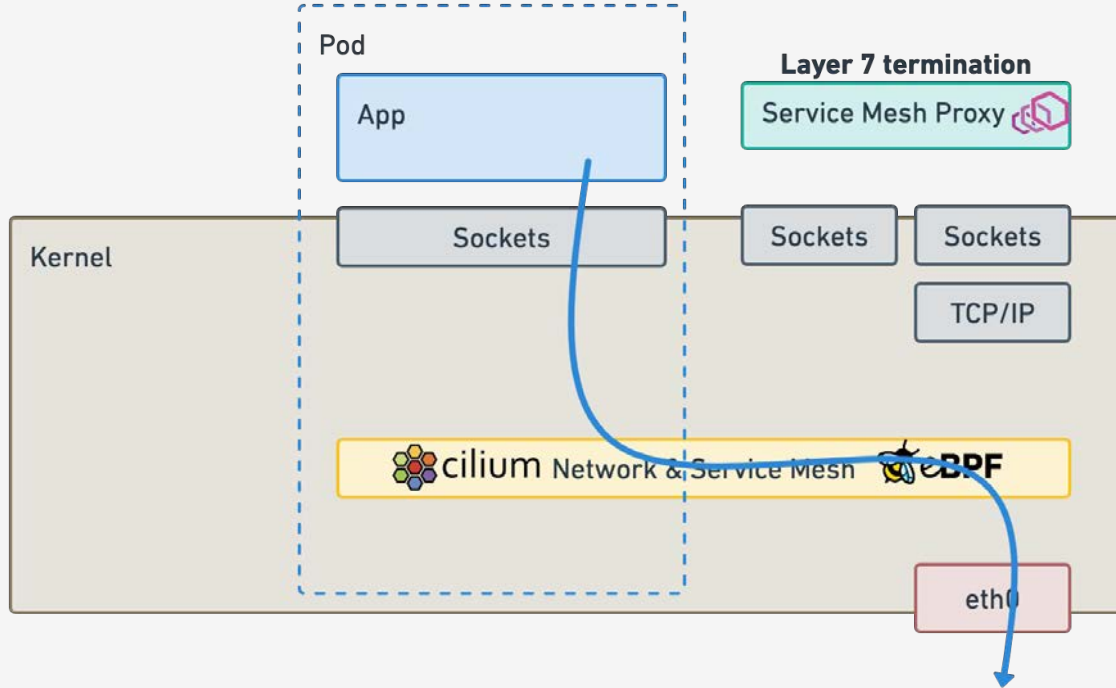 Pod
App
Layer 7 termination
Service Mesh Proxy
Kernel
Sockets
Sockets
Sockets
TCP/IP
cilium Network & Service Mesh eBPF
eth0